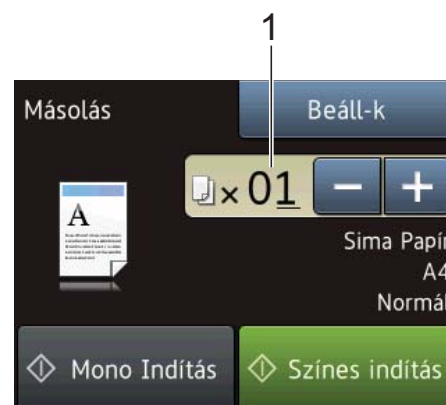 1
Másolás
Beáll-k
×01
− +
A
Sima Papír
A4
Normál
Mono Indítás
Színes indítás